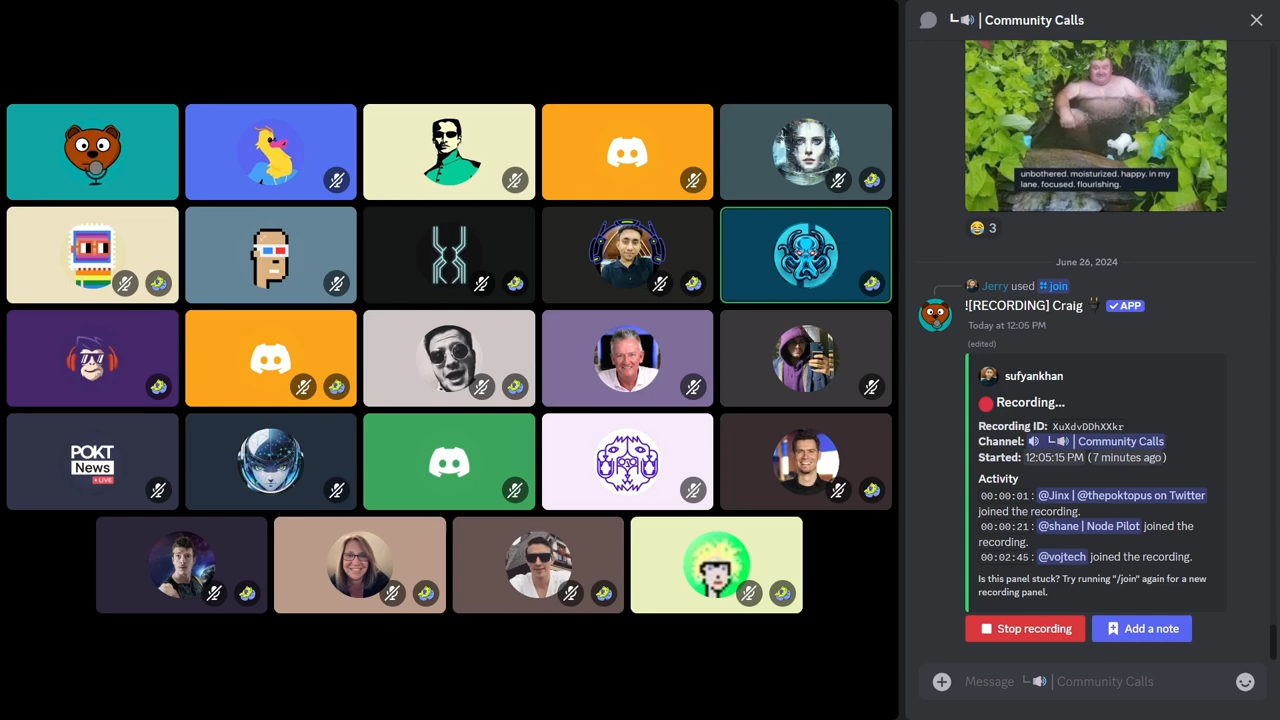 POKT
News
LIVE
Community Calls
unbothered. moisturized. happy. in my
lane. focused. flourishing.
3
June 26, 2024
Jerry used join
![RECORDING] Craig APP
Today at 12:05 PM
(edited)
sufyankhan
Recording...
Recording ID: XuXdvDDhXXkr
Channel: Community Calls
Started: 12:05:15 PM (7 minutes ago)
Activity
00:00:01: @Jinx | @thepoktopus on Twitter
joined the recording.
00:00:21: @shane | Node Pilot joined the
recording.
00:02:45: @vojtech joined the recording.
Is this panel stuck? Try running "/join" again for a new
recording panel.
Stop recording
Add a note
Message Community Calls